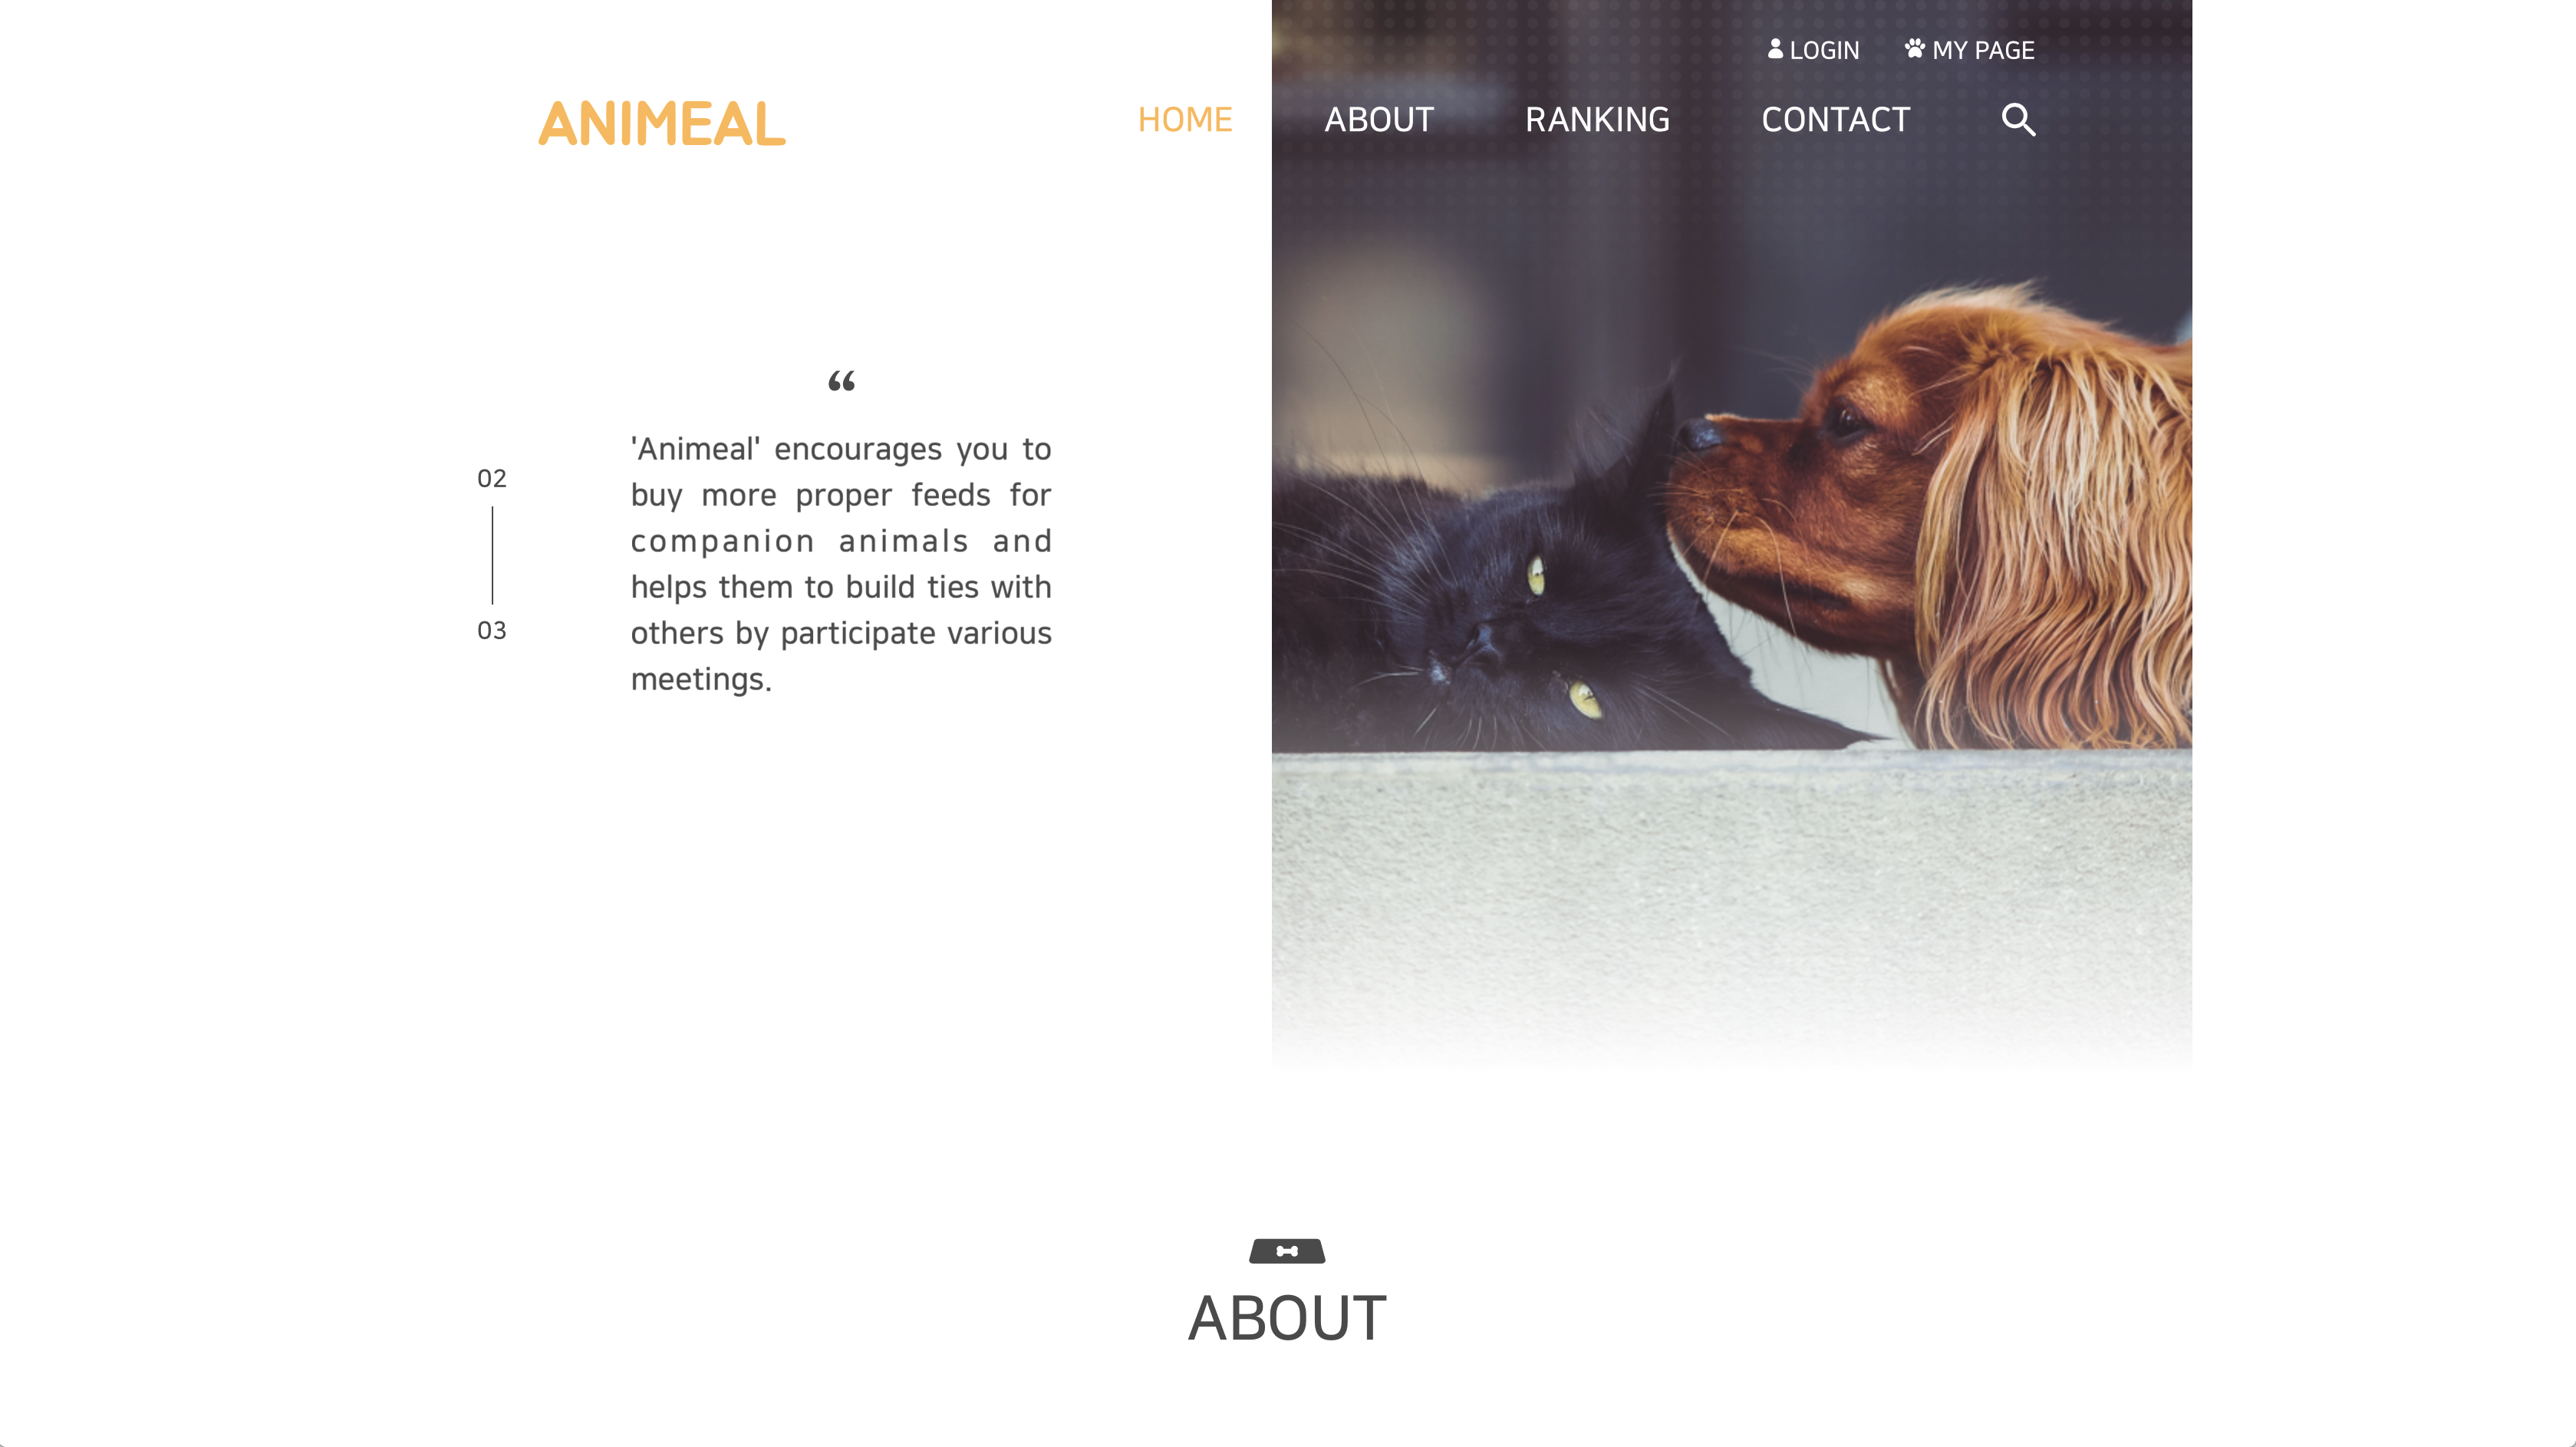 LOGIN MY PAGE
ANIMEAL HOME ABOUT RANKING CONTACT
“
'Animeal' encourages you to
buy more proper feeds for
companion animals and
helps them to build ties with
others by participate various
meetings.
02
03
ABOUT